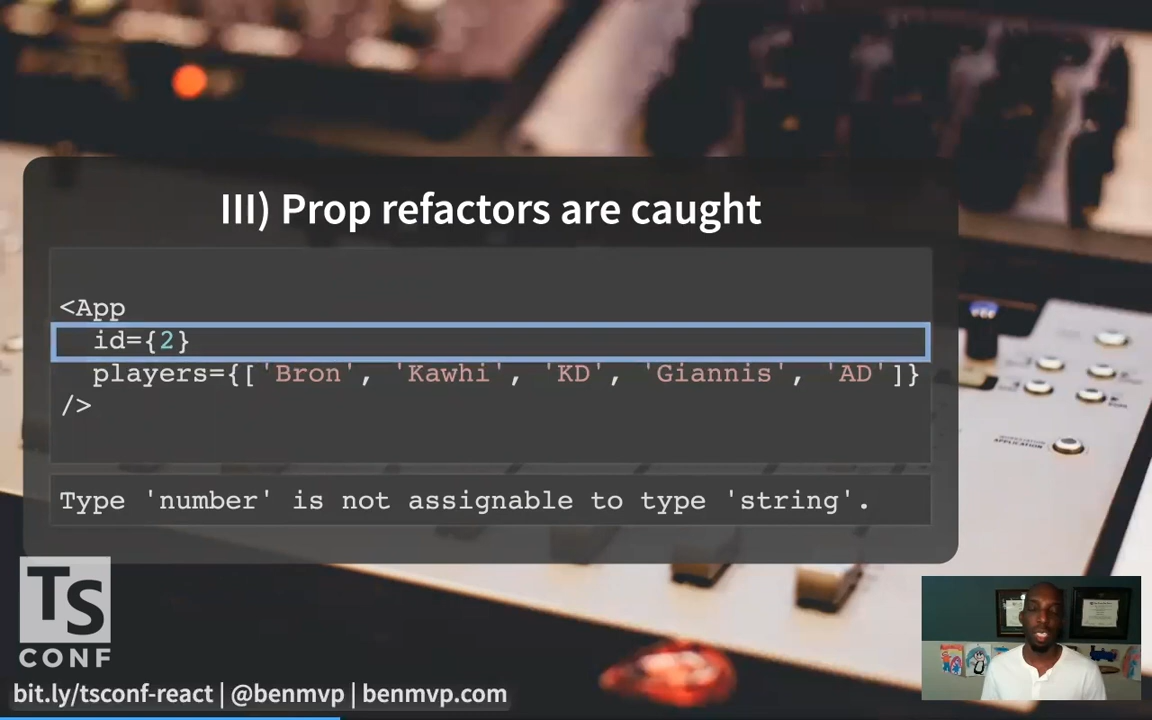 III) Prop refactors are caught
<App
id={2}
players={['Bron', 'Kawhi', 'KD', 'Giannis', 'AD']}
/>
Type 'number' is not assignable to type 'string'.
TS
CONF
bit.ly/tsconf-react | @benmvp | benmvp.com